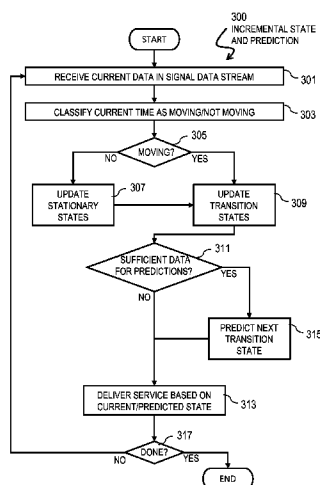 300
INCREMENTAL STATE
AND PREDICTION
START
RECEIVE CURRENT DATA IN SIGNAL DATA STREAM
301
CLASSIFY CURRENT TIME AS MOVING/NOT MOVING
303
305
MOVING?
NO
YES
UPDATE
STATIONARY
STATES
307
UPDATE
TRANSITION
STATES
309
311
SUFFICIENT DATA
FOR PREDICTIONS?
YES
NO
PREDICT NEXT
TRANSITION
STATE
315
DELIVER SERVICE BASED ON
CURRENT/PREDICTED STATE
313
317
DONE?
NO
YES
END